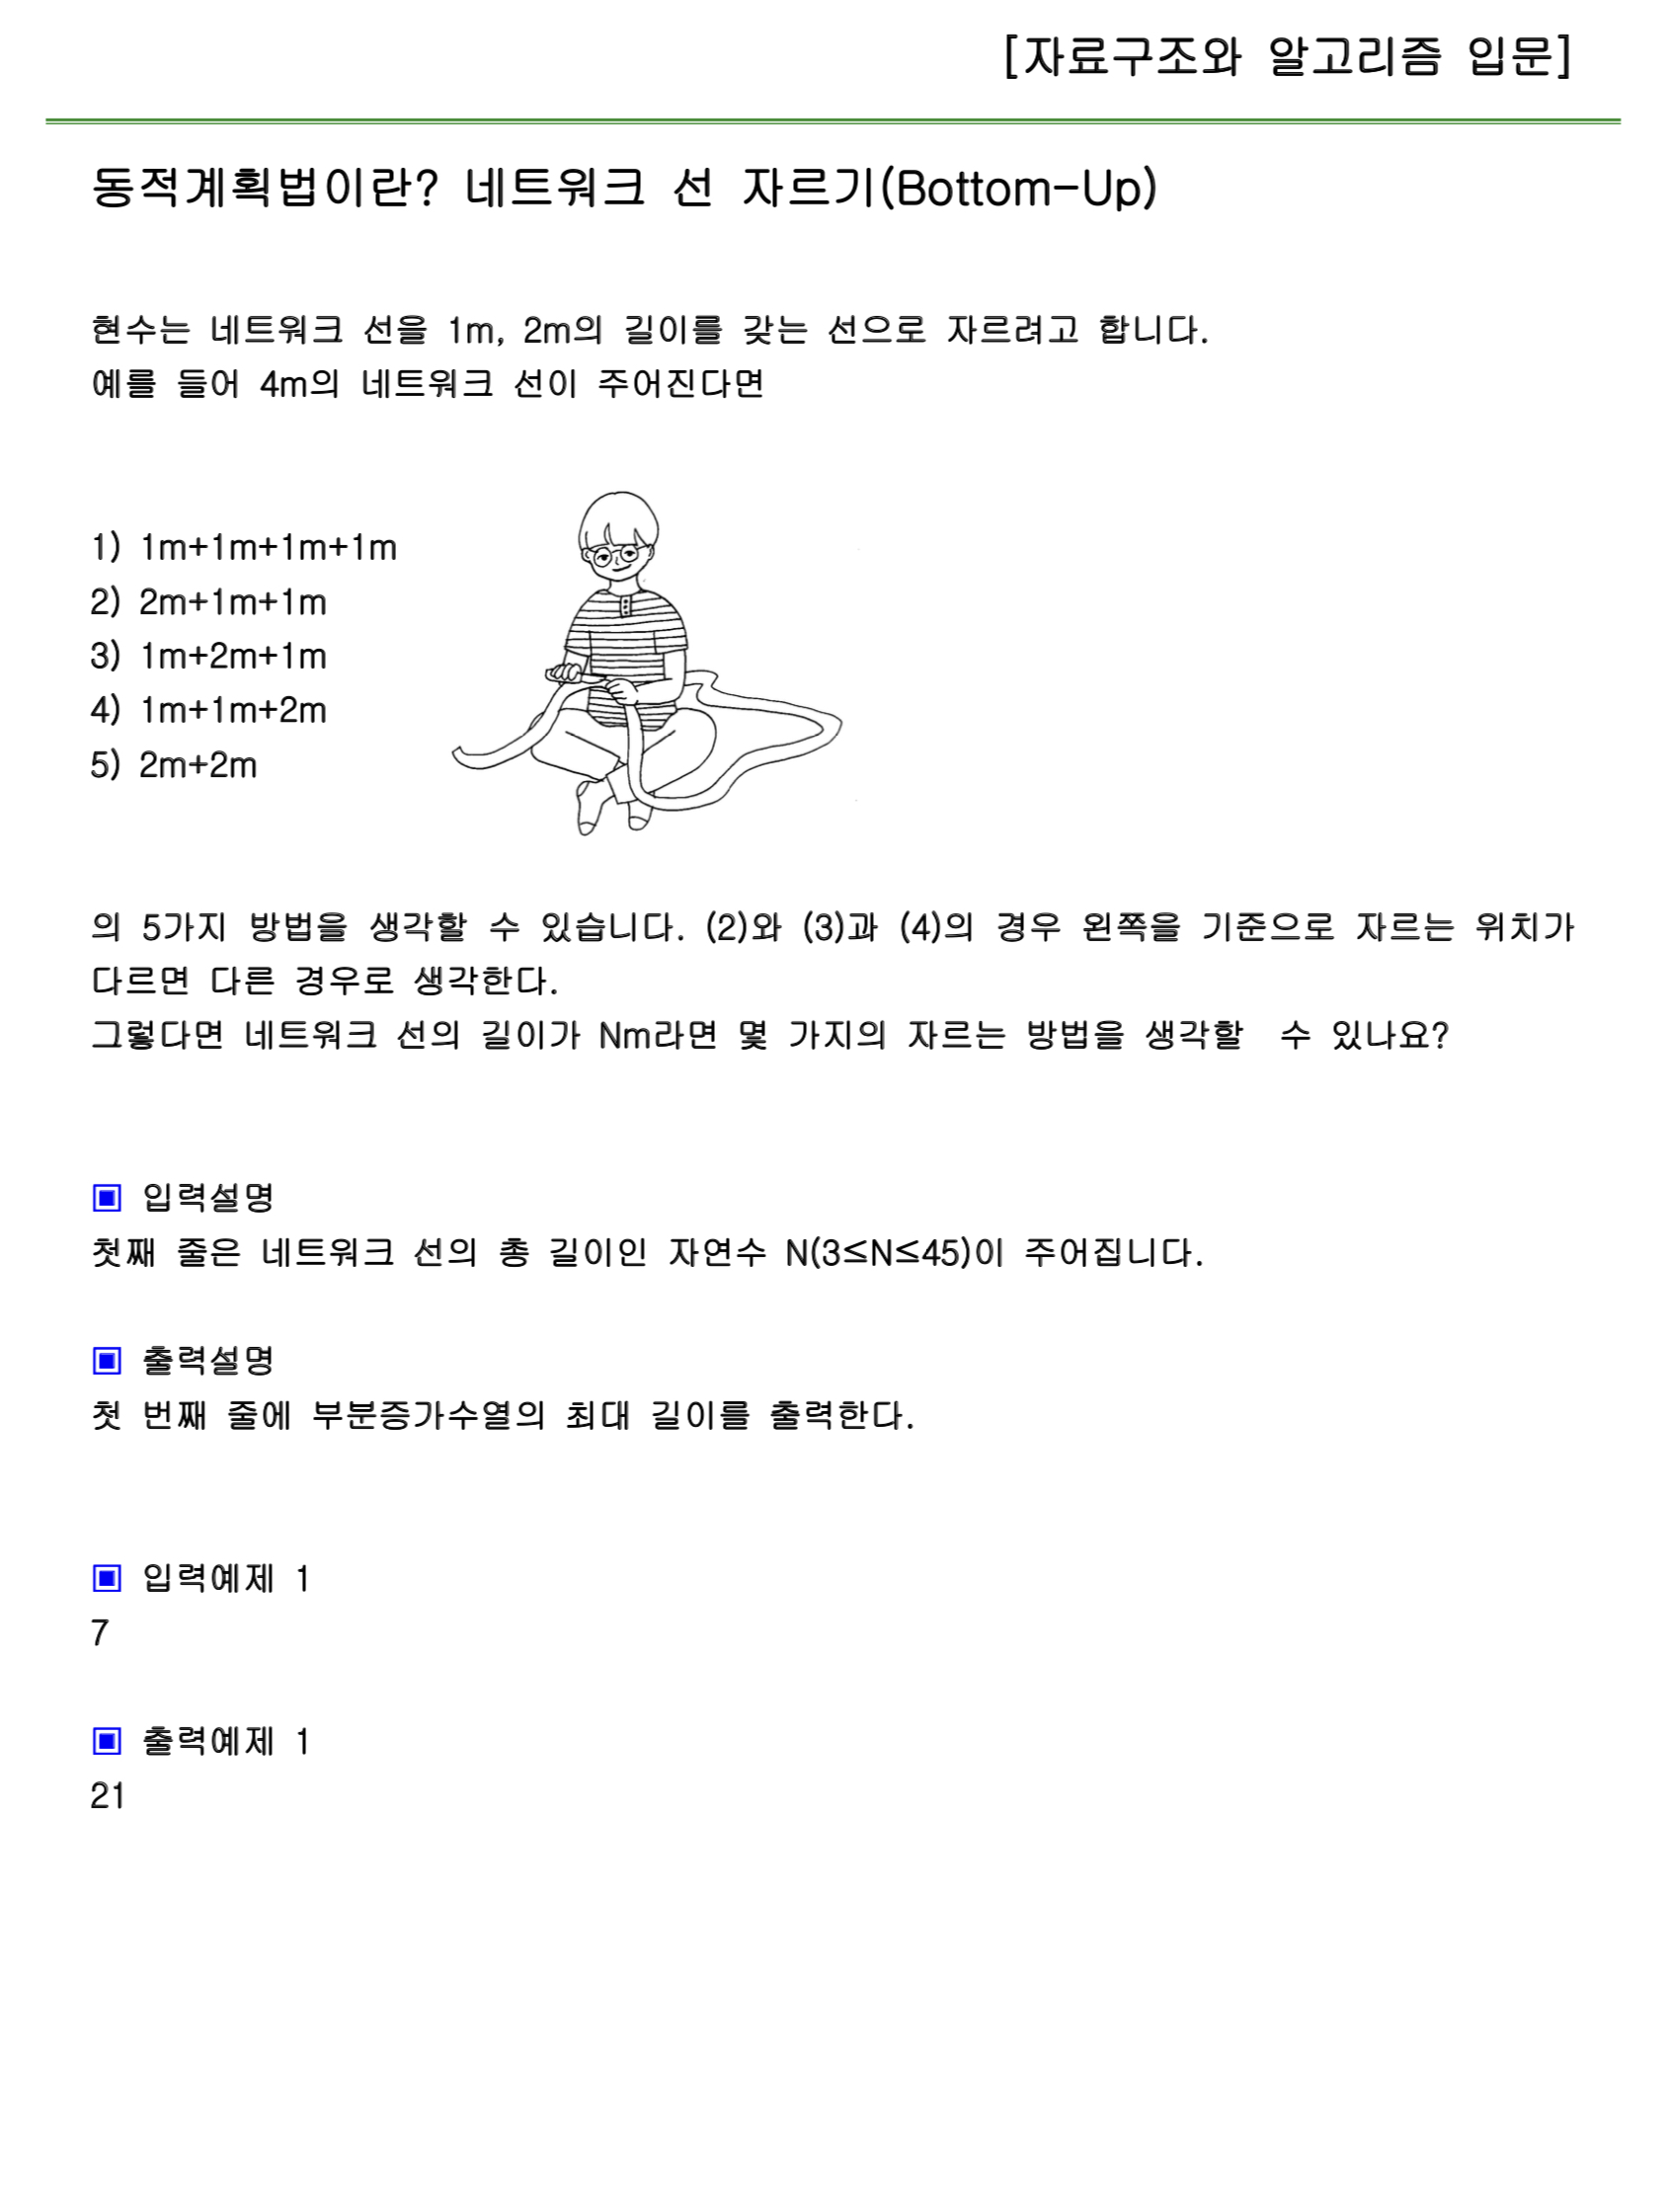 [자료구조와 알고리즘 입문]
동적계획법이란? 네트워크 선 자르기(Bottom-Up)
현수는 네트워크 선을 1m, 2m의 길이를 갖는 선으로 자르려고 합니다.
예를 들어 4m의 네트워크 선이 주어진다면
1) 1m+1m+1m+1m
2) 2m+1m+1m
3) 1m+2m+1m
4) 1m+1m+2m
5) 2m+2m
의 5가지 방법을 생각할 수 있습니다. (2)와 (3)과 (4)의 경우 왼쪽을 기준으로 자르는 위치가
다르면 다른 경우로 생각한다.
그렇다면 네트워크 선의 길이가 Nm라면 몇 가지의 자르는 방법을 생각할 수 있나요?
▣ 입력설명
첫째 줄은 네트워크 선의 총 길이인 자연수 N(3≤N≤45)이 주어집니다.
▣ 출력설명
첫 번째 줄에 부분증가수열의 최대 길이를 출력한다.
▣ 입력예제 1
7
▣ 출력예제 1
21